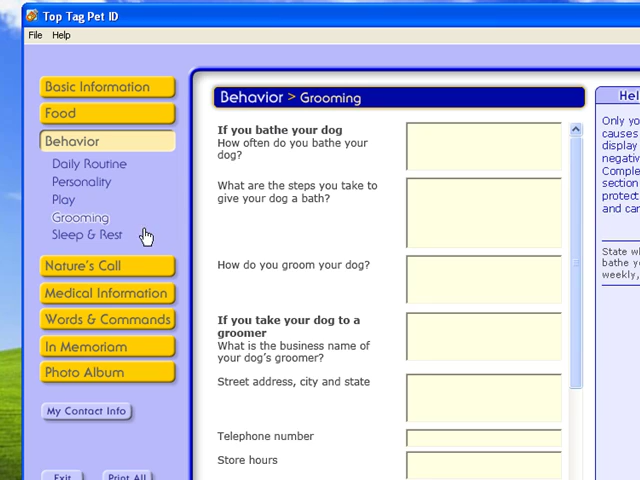 Top Tag Pet ID
File Help
Basic Information
Food
Behavior
Daily Routine
Personality
Play
Grooming
Sleep & Rest
Nature's Call
Medical Information
Words & Commands
In Memoriam
Photo Album
My Contact Info
Exit
Print All
Behavior > Grooming
If you bathe your dog
How often do you bathe your
dog?
What are the steps you take to
give your dog a bath?
How do you groom your dog?
If you take your dog to a
groomer
What is the business name of
your dog's groomer?
Street address, city and state
Telephone number
Store hours
Hel
Only yo
causes
display
negativ
Comple
section
protect
and car
State w
bathe y
weekly,